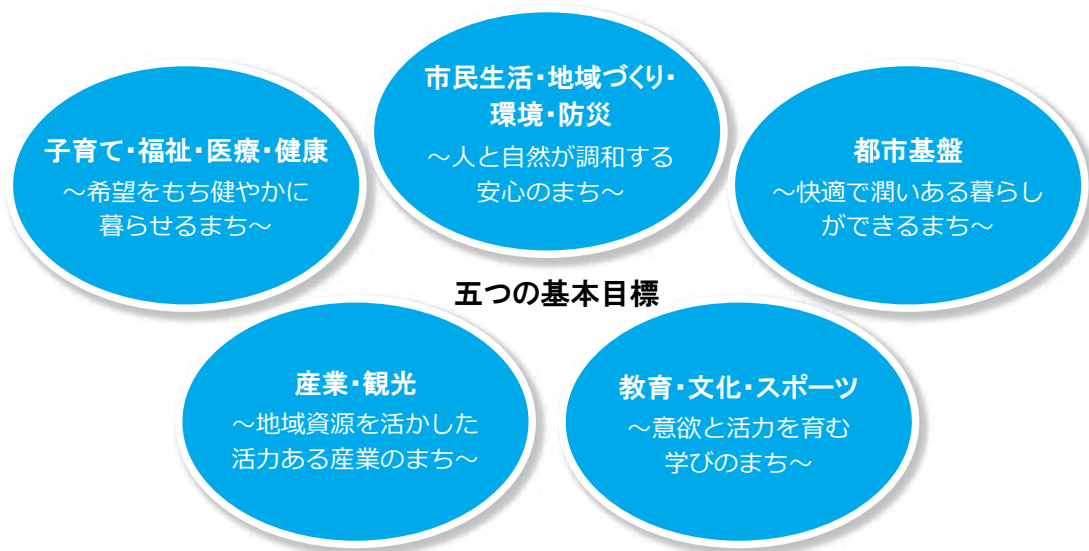 市民生活・地域づくり・
環境・防災
～人と自然が調和する
安心のまち～
子育て・福祉・医療・健康
～希望をもち健やかに
暮らせるまち～
都市基盤
～快適で潤いある暮らし
ができるまち～
五つの基本目標
産業・観光
～地域資源を活かした
活力ある産業のまち～
教育・文化・スポーツ
～意欲と活力を育む
学びのまち～